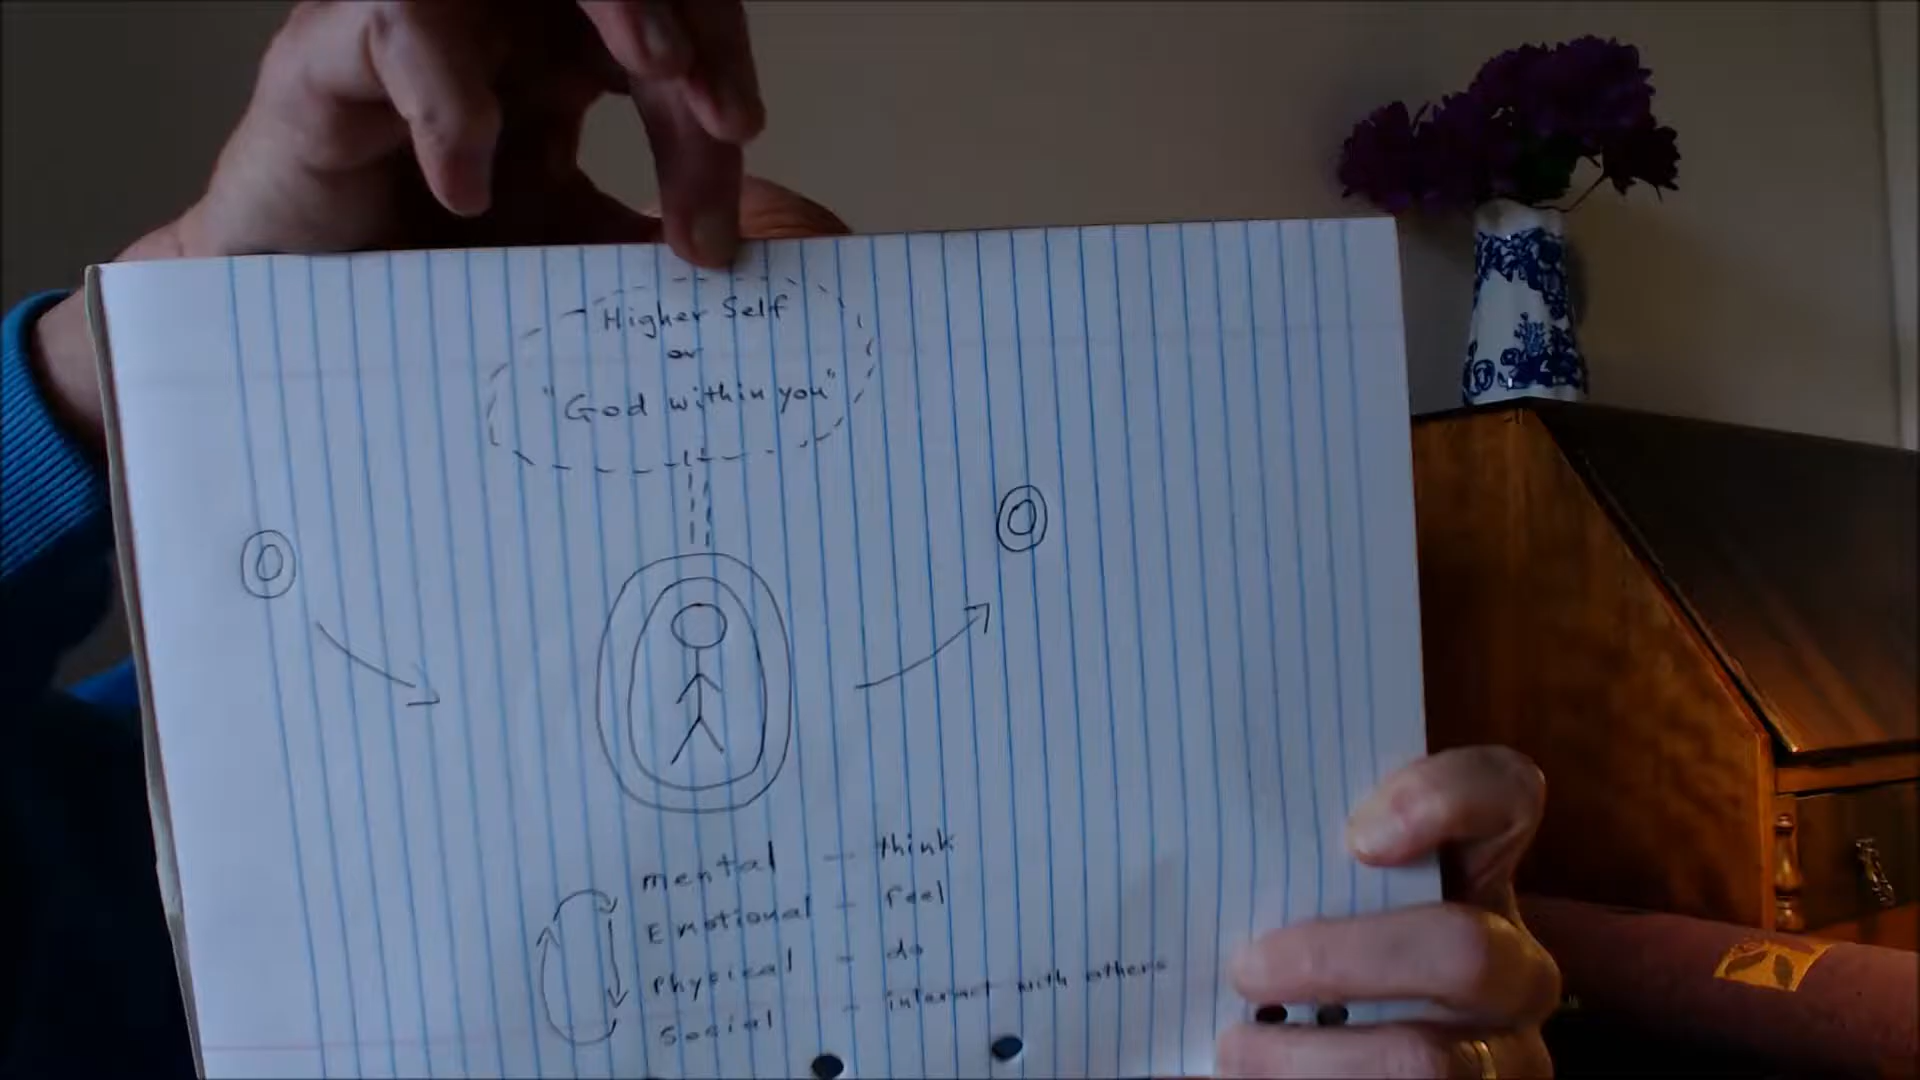 Higher Self
or
"God within you"
mental - think
Emotional - feel
Physical - do
Social - interact with others